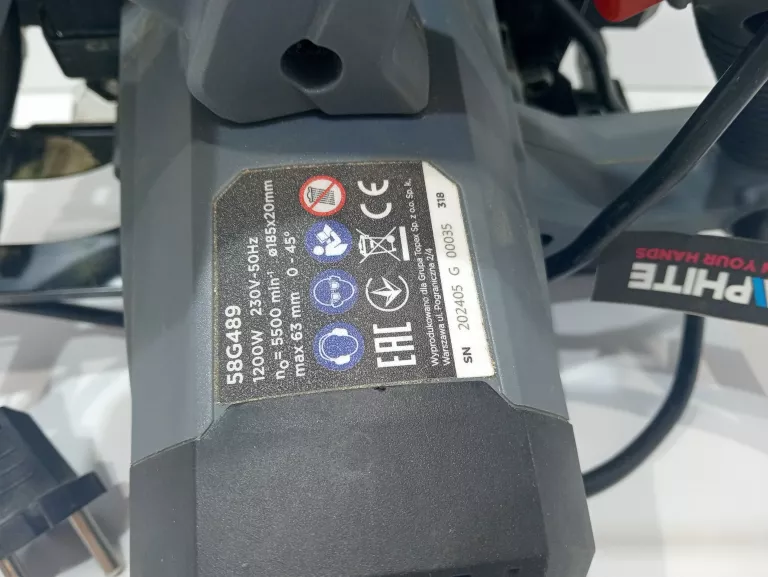 58G489
1200W 230V~50Hz
n₀= 5500 min⁻¹ ø185x20mm
max 63 mm 0 - 45°
EAC
CE
Wyprodukowano dla Grupa Topex Sp. z o.o. Sp. k.
Warszawa ul. Pograniczna 2/4
SN 202405 G 00035 318
APHITE
N YOUR HANDS